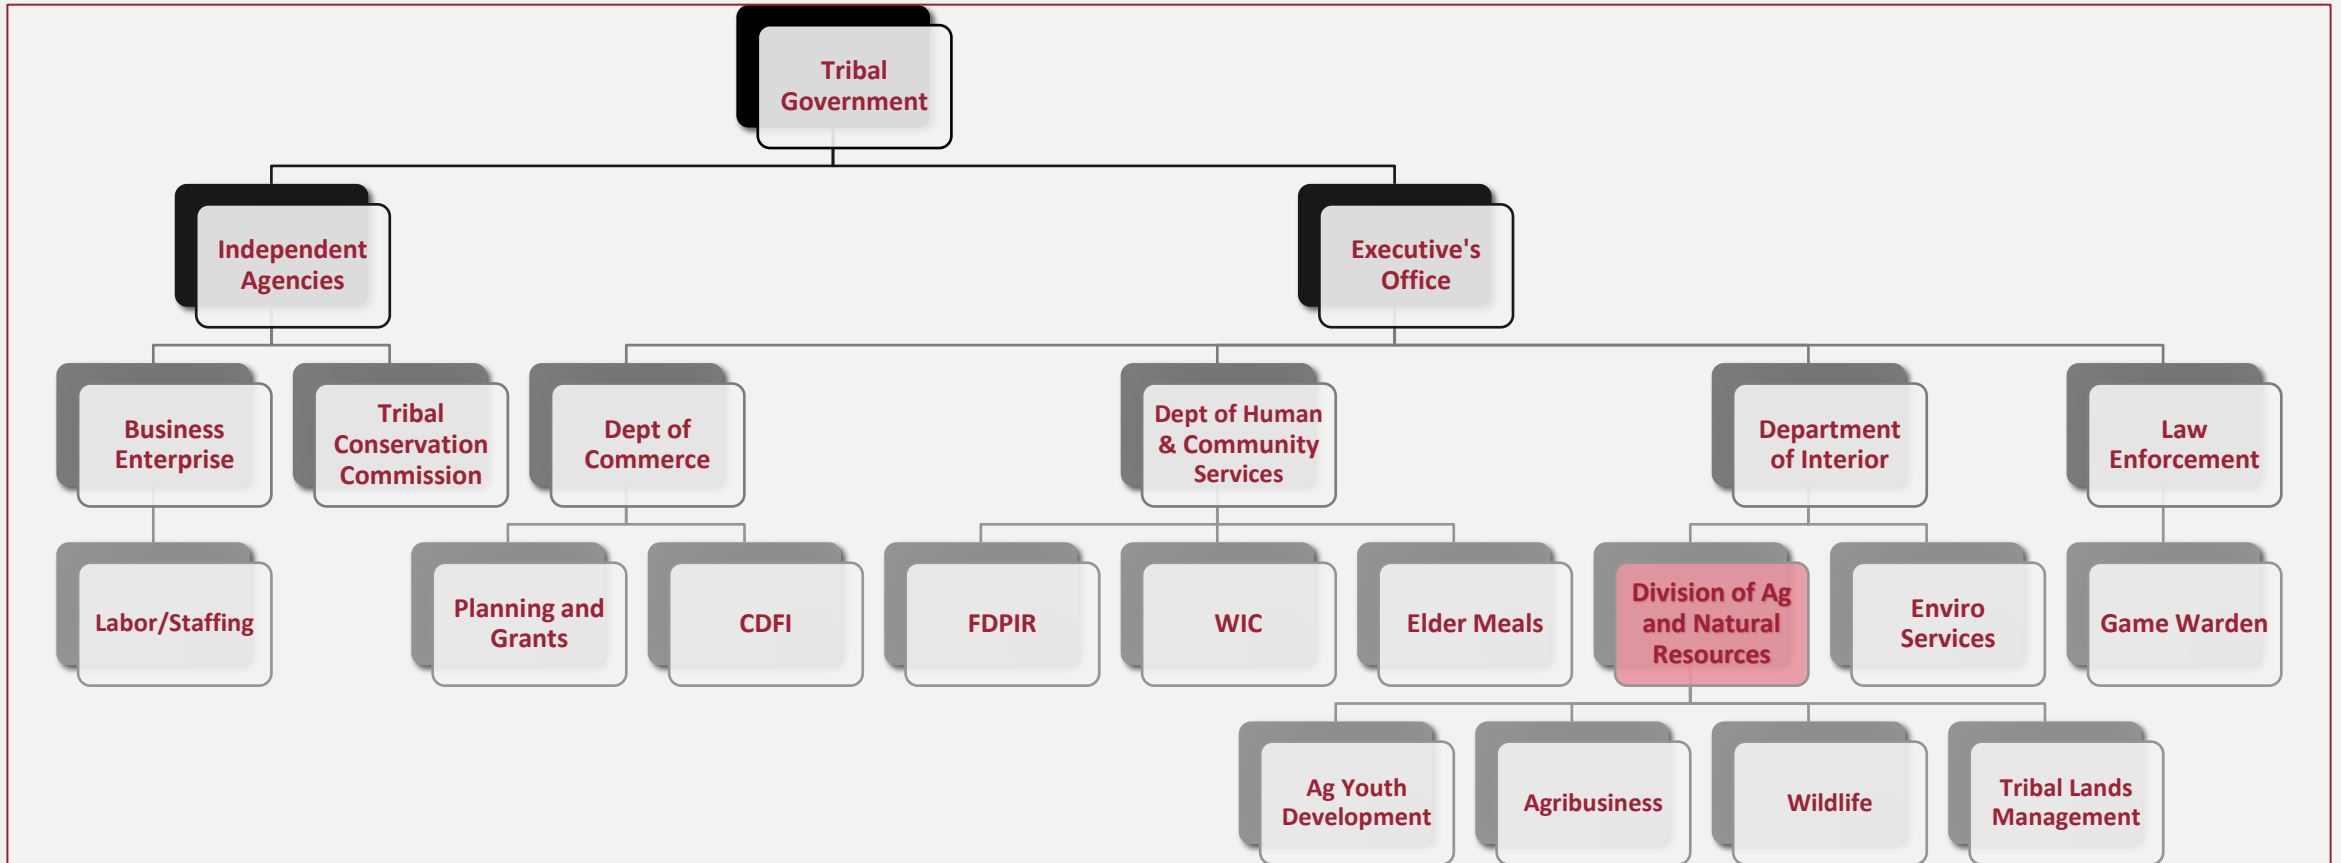 Tribal
Government
Independent
Agencies
Executive's
Office
Business
Enterprise
Tribal
Conservation
Commission
Dept of
Commerce
Dept of Human
& Community
Services
Department
of Interior
Law
Enforcement
Labor/Staffing
Planning and
Grants
CDFI
FDPIR
WIC
Elder Meals
Division of Ag
and Natural
Resources
Enviro
Services
Game Warden
Ag Youth
Development
Agribusiness
Wildlife
Tribal Lands
Management